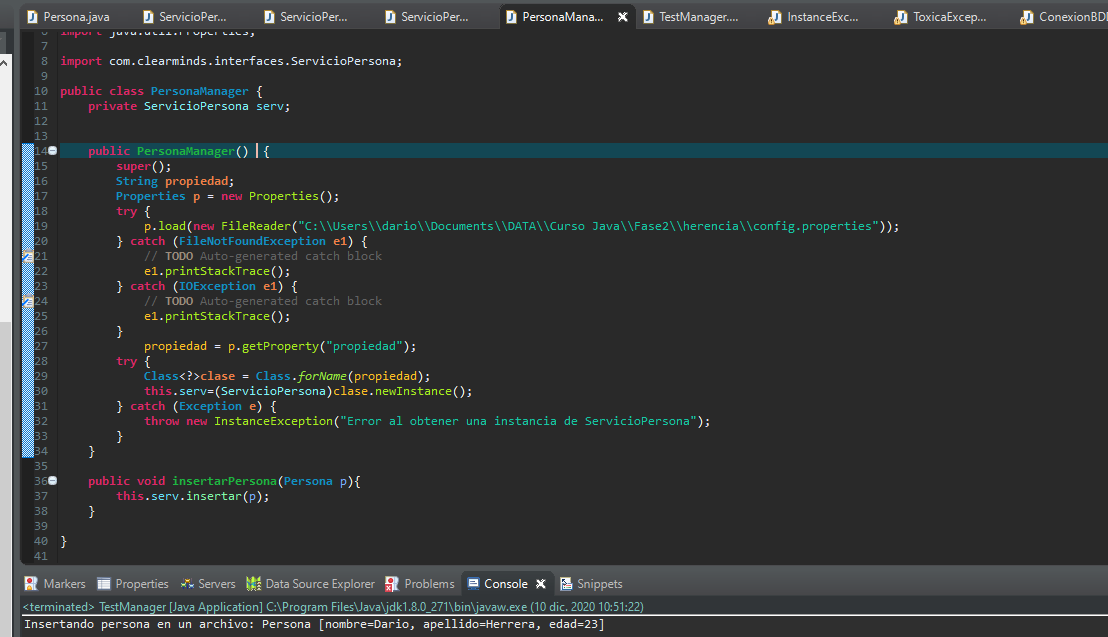 Persona.java ServicioPer... ServicioPer... ServicioPer... PersonaMana... TestManager.... InstanceExc... ToxicaExcep... ConexionBD
6 import java.util.Properties;
7
8 import com.clearminds.interfaces.ServicioPersona;
9
10 public class PersonaManager {
11 private ServicioPersona serv;
12
13
14 public PersonaManager() {
15 super();
16 String propiedad;
17 Properties p = new Properties();
18 try {
19 p.load(new FileReader("C:\\Users\\dario\\Documents\\DATA\\Curso Java\\Fase2\\herencia\\config.properties"));
20 } catch (FileNotFoundException e1) {
21 // TODO Auto-generated catch block
22 e1.printStackTrace();
23 } catch (IOException e1) {
24 // TODO Auto-generated catch block
25 e1.printStackTrace();
26 }
27 propiedad = p.getProperty("propiedad");
28 try {
29 Class<?>clase = Class.forName(propiedad);
30 this.serv=(ServicioPersona)clase.newInstance();
31 } catch (Exception e) {
32 throw new InstanceException("Error al obtener una instancia de ServicioPersona");
33 }
34 }
35
36 public void insertarPersona(Persona p){
37 this.serv.insertar(p);
38 }
39
40 }
41
Markers Properties Servers Data Source Explorer Problems Console Snippets
<terminated> TestManager [Java Application] C:\Program Files\Java\jdk1.8.0_271\bin\javaw.exe (10 dic. 2020 10:51:22)
Insertando persona en un archivo: Persona [nombre=Dario, apellido=Herrera, edad=23]